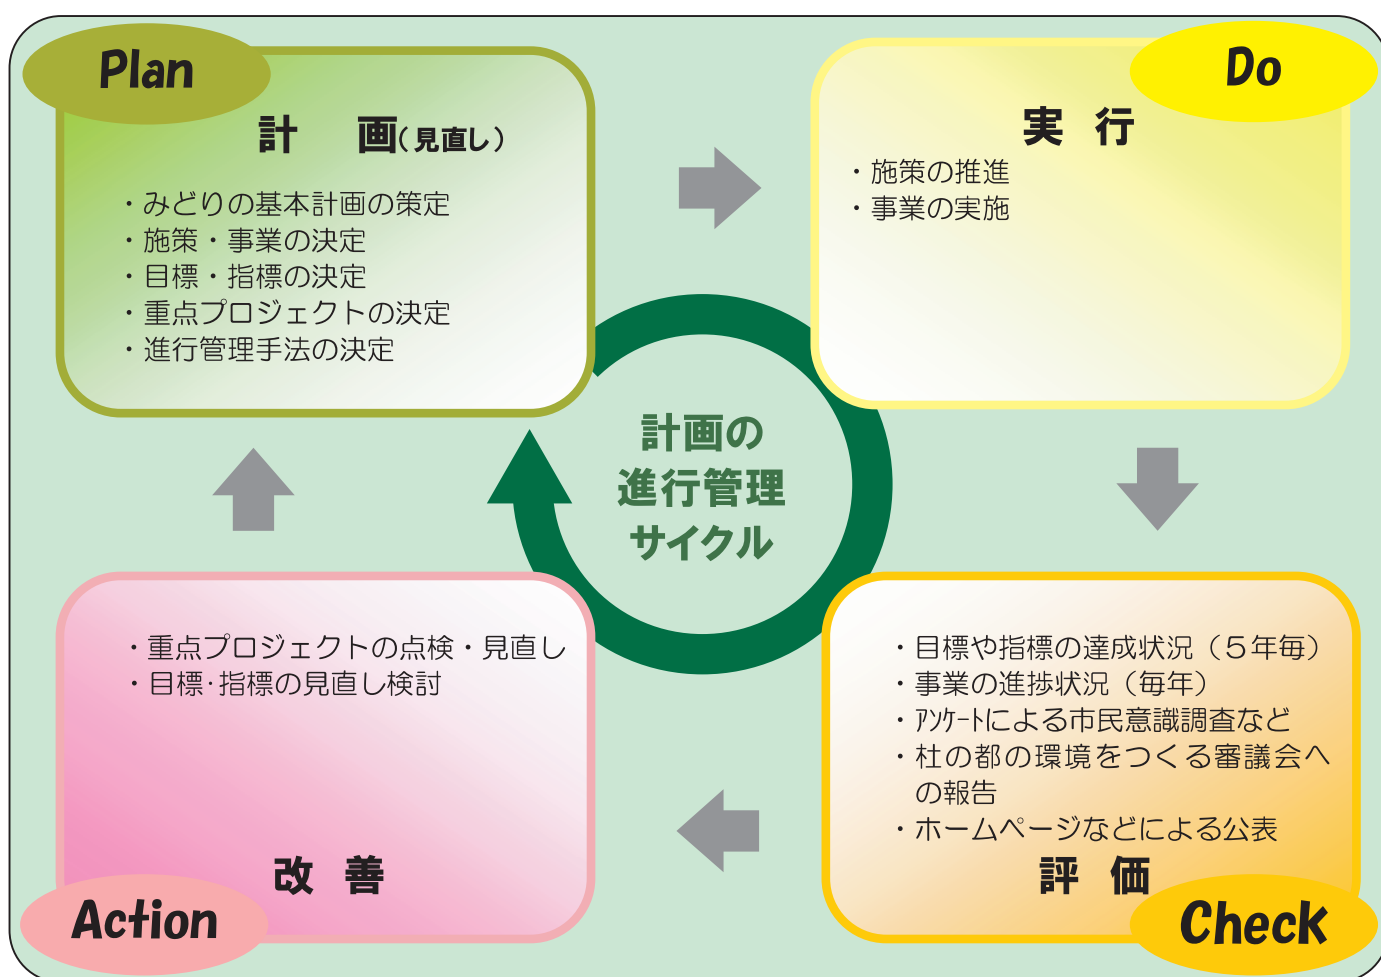 Plan
計　画(見直し)
・みどりの基本計画の策定
・施策・事業の決定
・目標・指標の決定
・重点プロジェクトの決定
・進行管理手法の決定
Do
実 行
・施策の推進
・事業の実施
計画の
進行管理
サイクル
・重点プロジェクトの点検・見直し
・目標・指標の見直し検討
改 善
Action
・目標や指標の達成状況（５年毎）
・事業の進捗状況（毎年）
・ｱﾝｹｰﾄによる市民意識調査など
・杜の都の環境をつくる審議会へ
の報告
・ホームページなどによる公表
評 価
Check